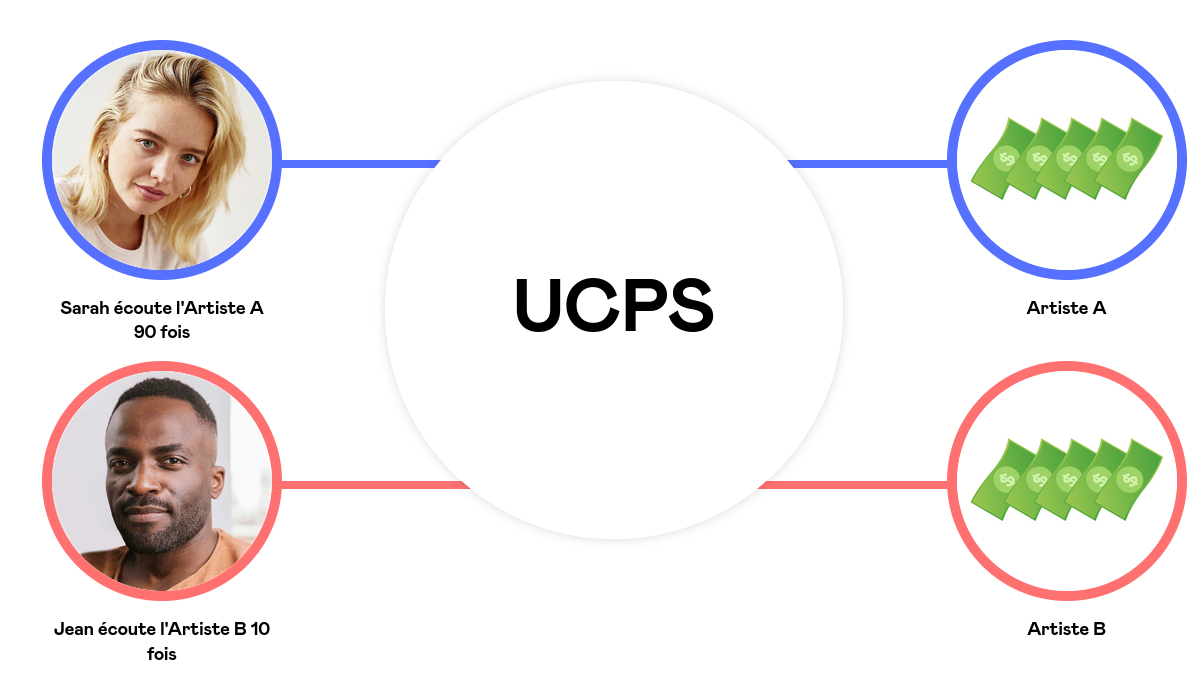 UCPS
Sarah écoute l'Artiste A
90 fois
Artiste A
Jean écoute l'Artiste B 10
fois
Artiste B